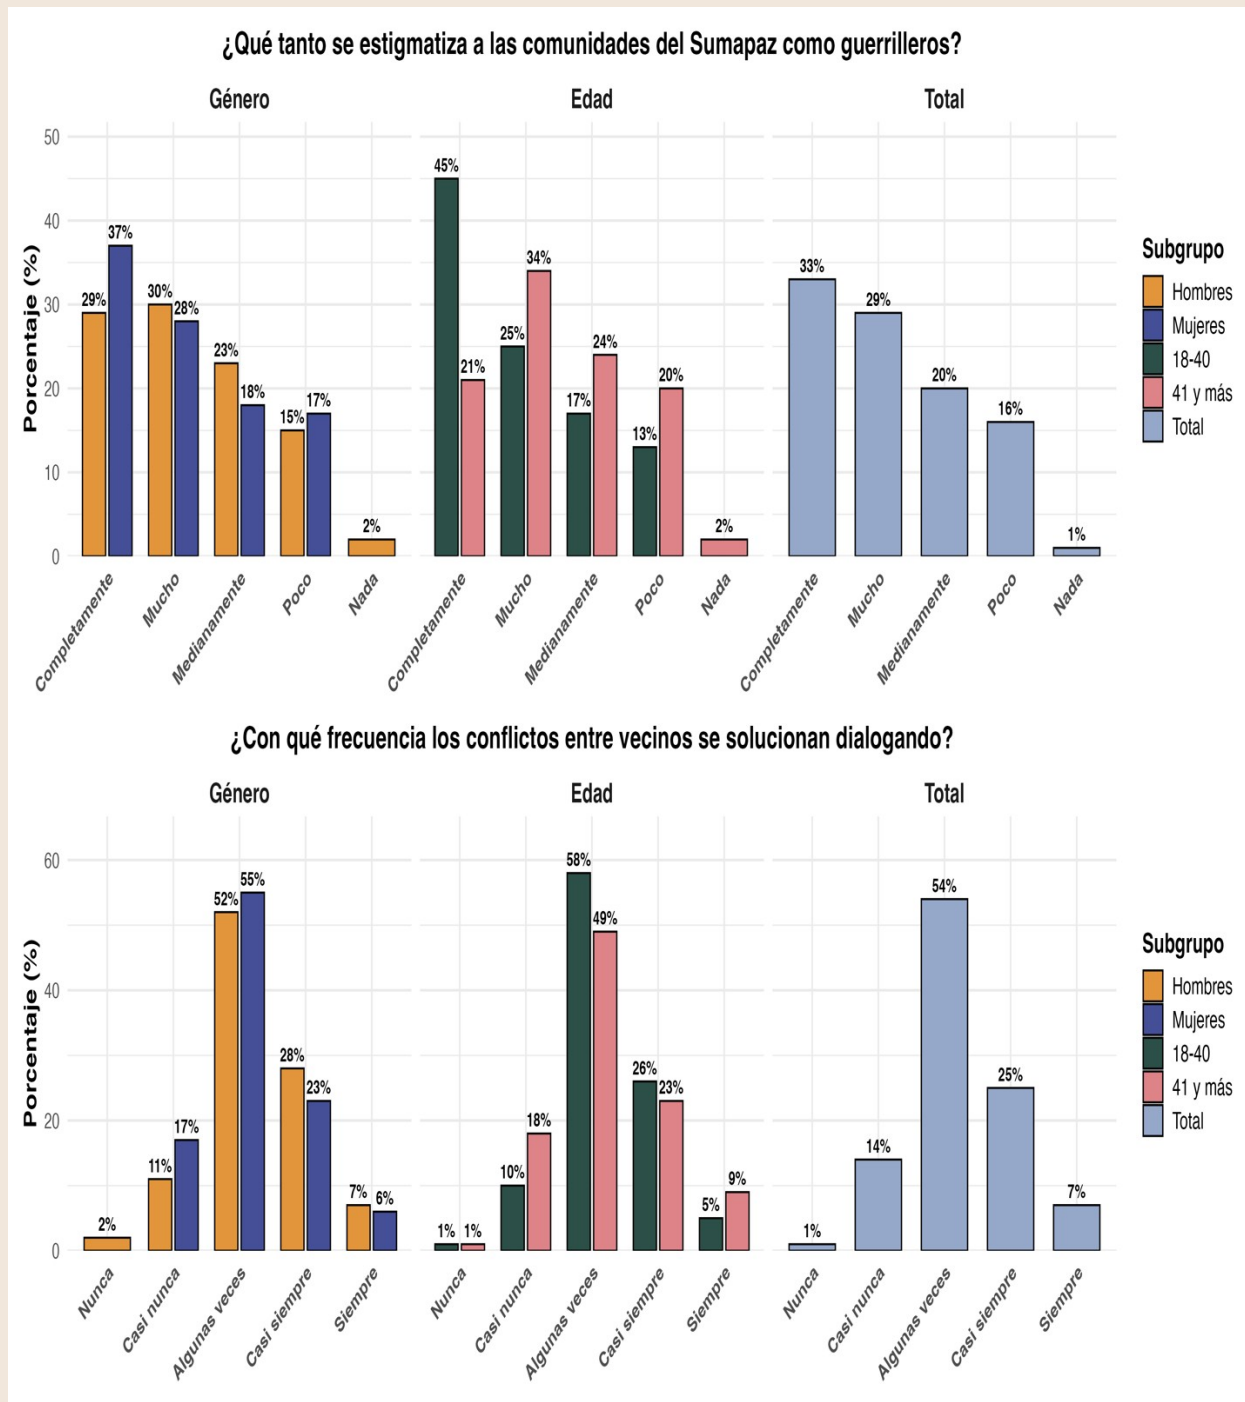 ¿Qué tanto se estigmatiza a las comunidades del Sumapaz como guerrilleros?
Género
Edad
Total
Porcentaje (%)
50
40
30
20
10
0
29%
37%
30%
28%
23%
18%
15%
17%
2%
45%
21%
25%
34%
17%
24%
13%
20%
2%
33%
29%
20%
16%
1%
Completamente
Mucho
Medianamente
Poco
Nada
Completamente
Mucho
Medianamente
Poco
Nada
Completamente
Mucho
Medianamente
Poco
Nada
Subgrupo
Hombres
Mujeres
18-40
41 y más
Total
¿Con qué frecuencia los conflictos entre vecinos se solucionan dialogando?
Género
Edad
Total
Porcentaje (%)
60
40
20
0
2%
11%
17%
52%
55%
28%
23%
7%
6%
1%
1%
10%
18%
58%
49%
26%
23%
5%
9%
1%
14%
54%
25%
7%
Nunca
Casi nunca
Algunas veces
Casi siempre
Siempre
Nunca
Casi nunca
Algunas veces
Casi siempre
Siempre
Nunca
Casi nunca
Algunas veces
Casi siempre
Siempre
Subgrupo
Hombres
Mujeres
18-40
41 y más
Total